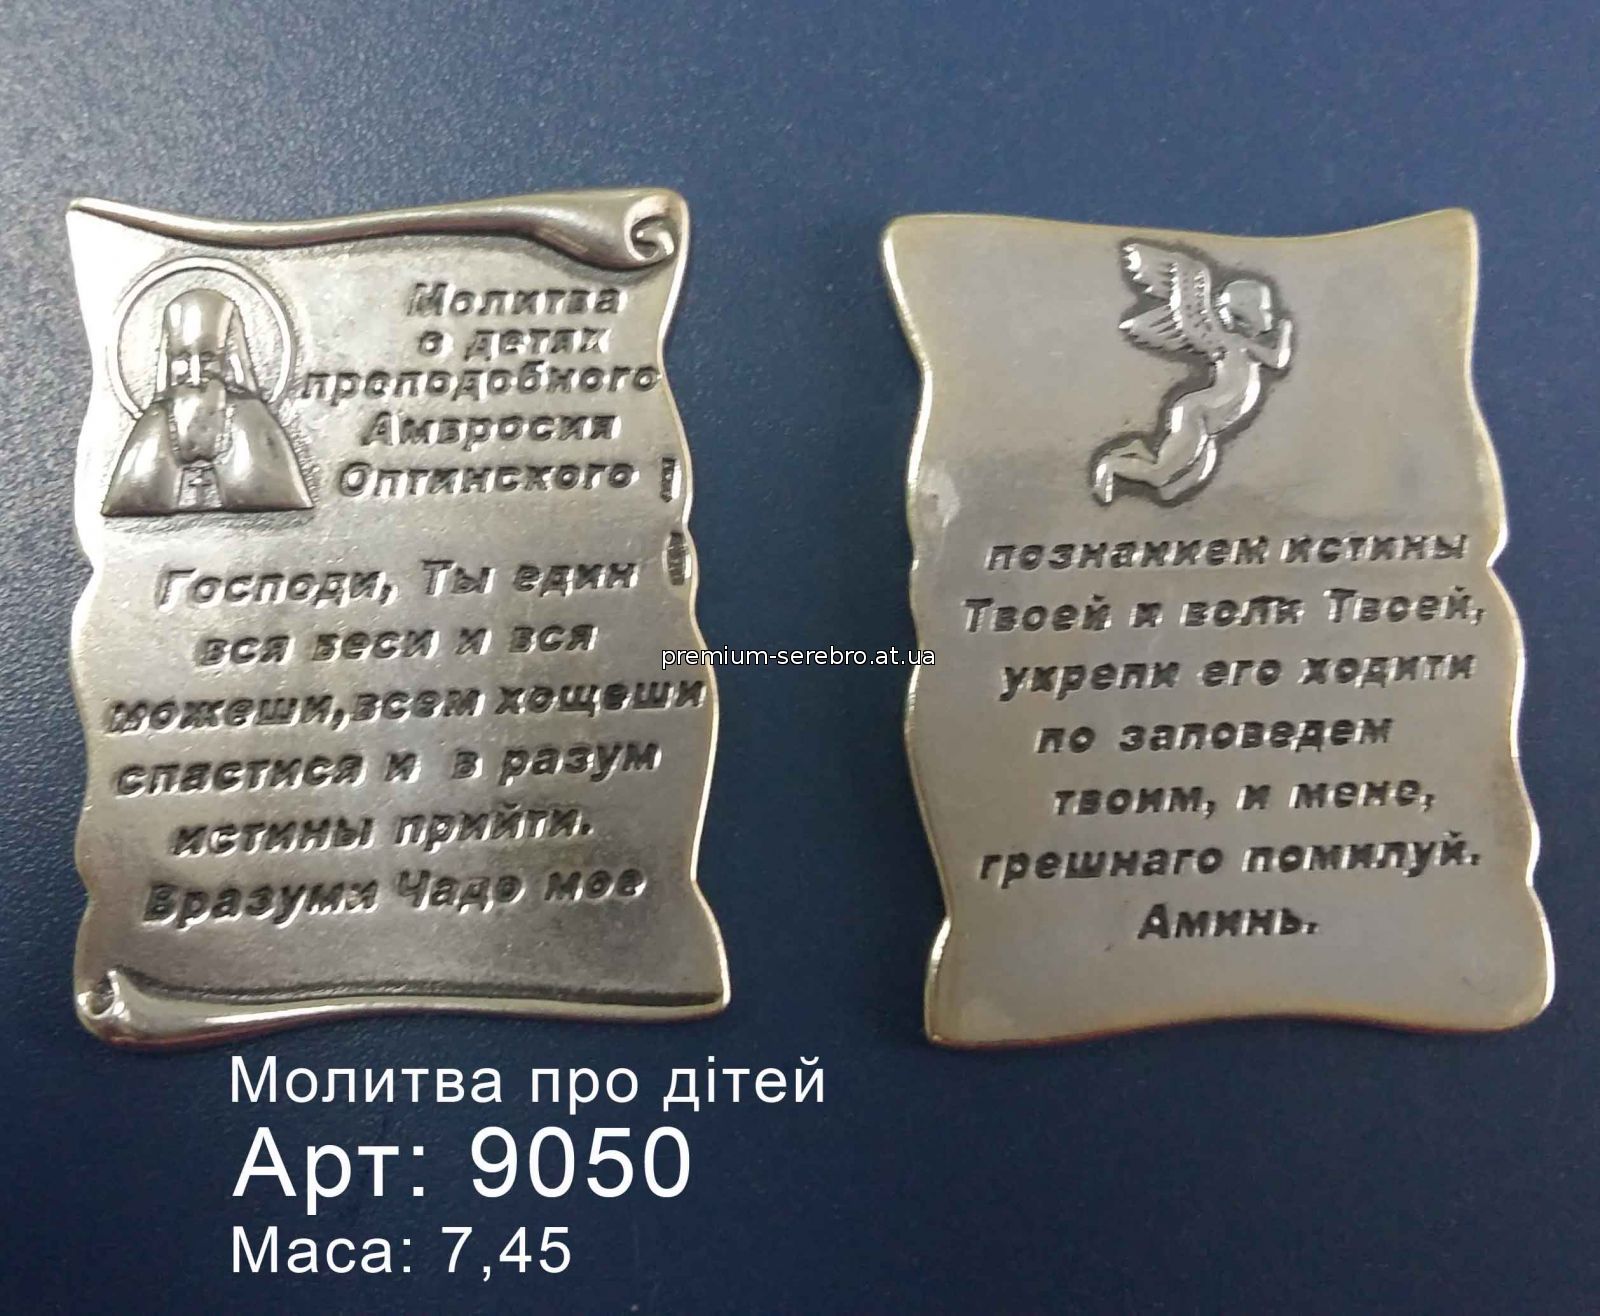 Молитва
о детях
преподобного
Амвросия
Оптинского
Господи, Ты един
вся веси и вся
можеши, всем хощеши
спастися и в разум
истины прийти.
Вразуми Чадо мое
познанием истины
Твоей и воли Твоей,
укрепи его ходити
по заповедем
твоим, и мене,
грешнаго помилуй.
Аминь.
premium-serebro.at.ua
Молитва про дітей
Арт: 9050
Маса: 7,45